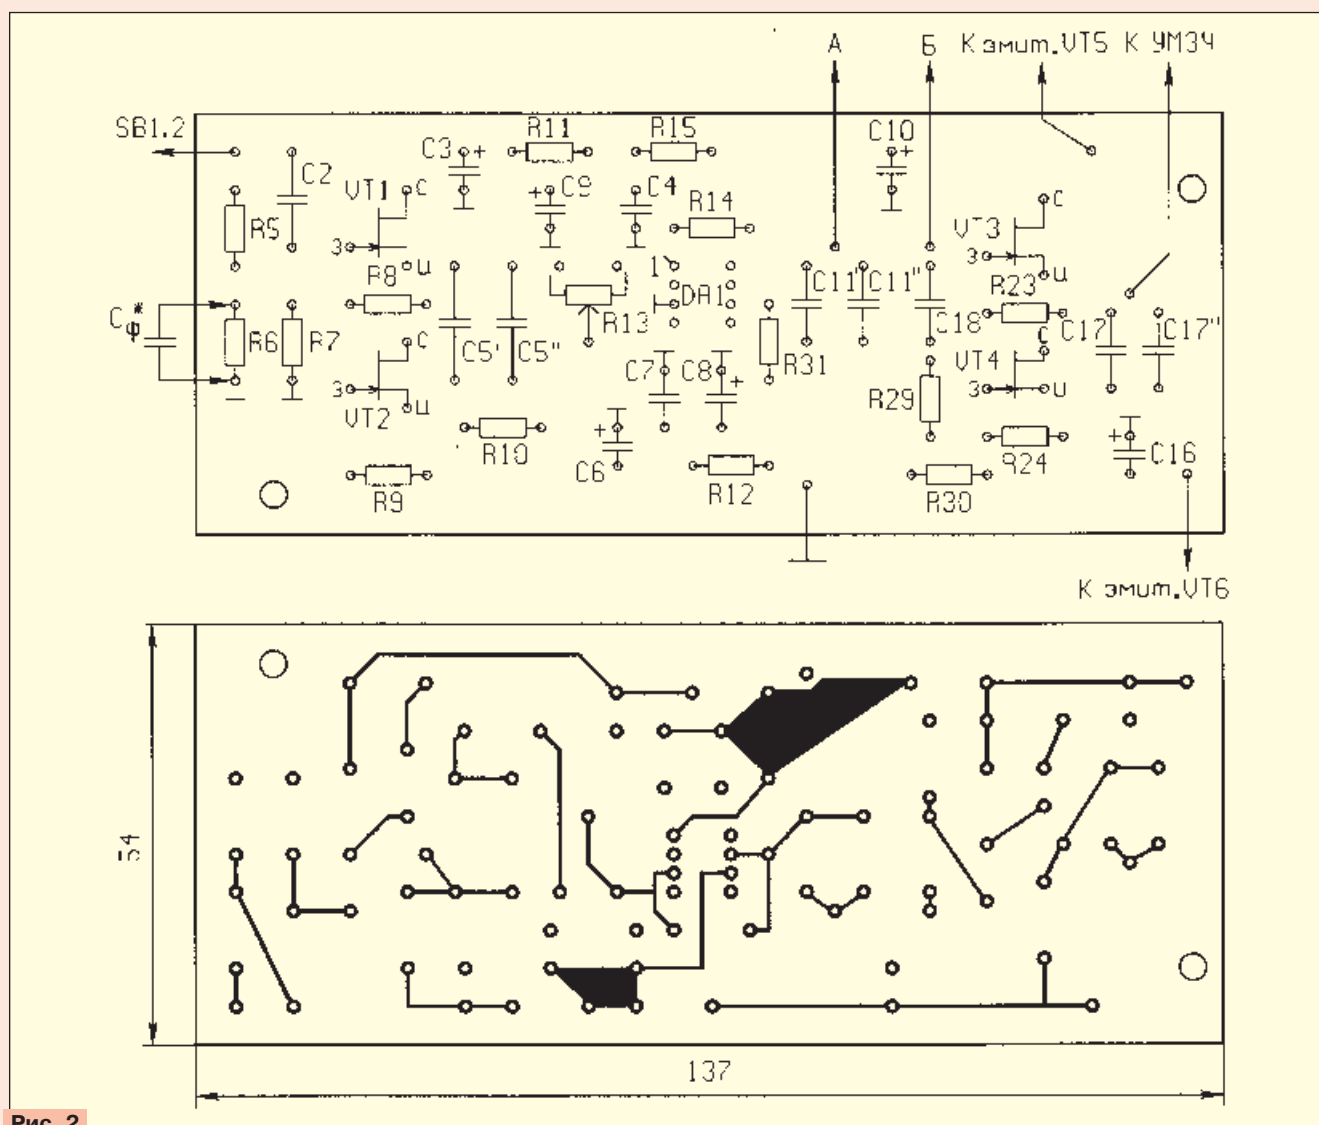 А Б К эмит.VT5 К УМЗЧ
SB1.2
C2
VT1 с
з
и
C3 +
R11
R15
+ C9
C4
R14
C10
+
R5
R8
1
DA1
C11' C11"
VT3 с
з
и
R23
Cф*
R6 R7
C5' C5"
R13
C18
C17' C17"
VT2 с
з
и
C7
C8 +
R31
R29
VT4 с
з
и
R10
+
C6
R12
R24
+ C16
R9
R30
К эмит.VT6
54
137
Рис. 2